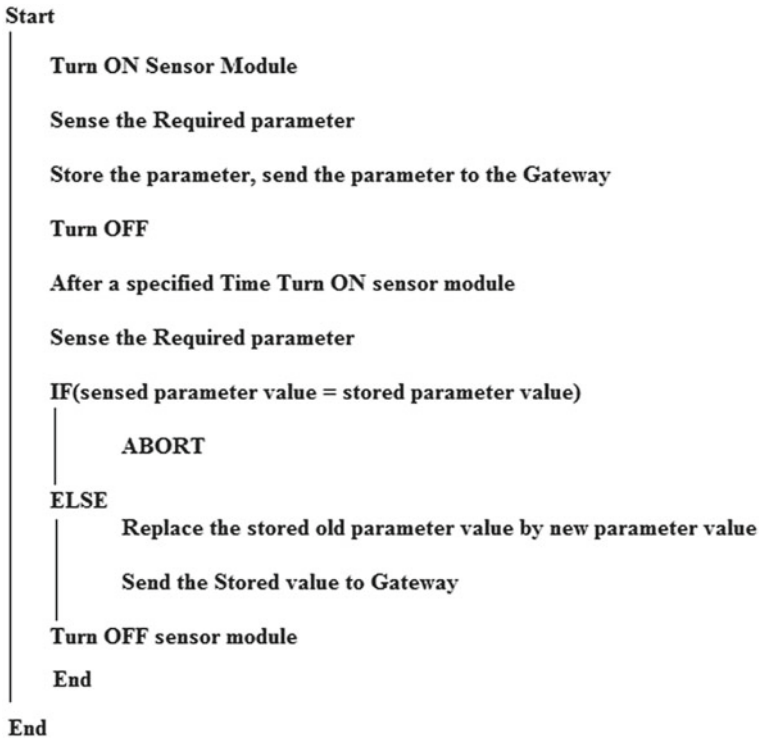 Start
Turn ON Sensor Module
Sense the Required parameter
Store the parameter, send the parameter to the Gateway
Turn OFF
After a specified Time Turn ON sensor module
Sense the Required parameter
IF(sensed parameter value = stored parameter value)
ABORT
ELSE
Replace the stored old parameter value by new parameter value
Send the Stored value to Gateway
Turn OFF sensor module
End
End